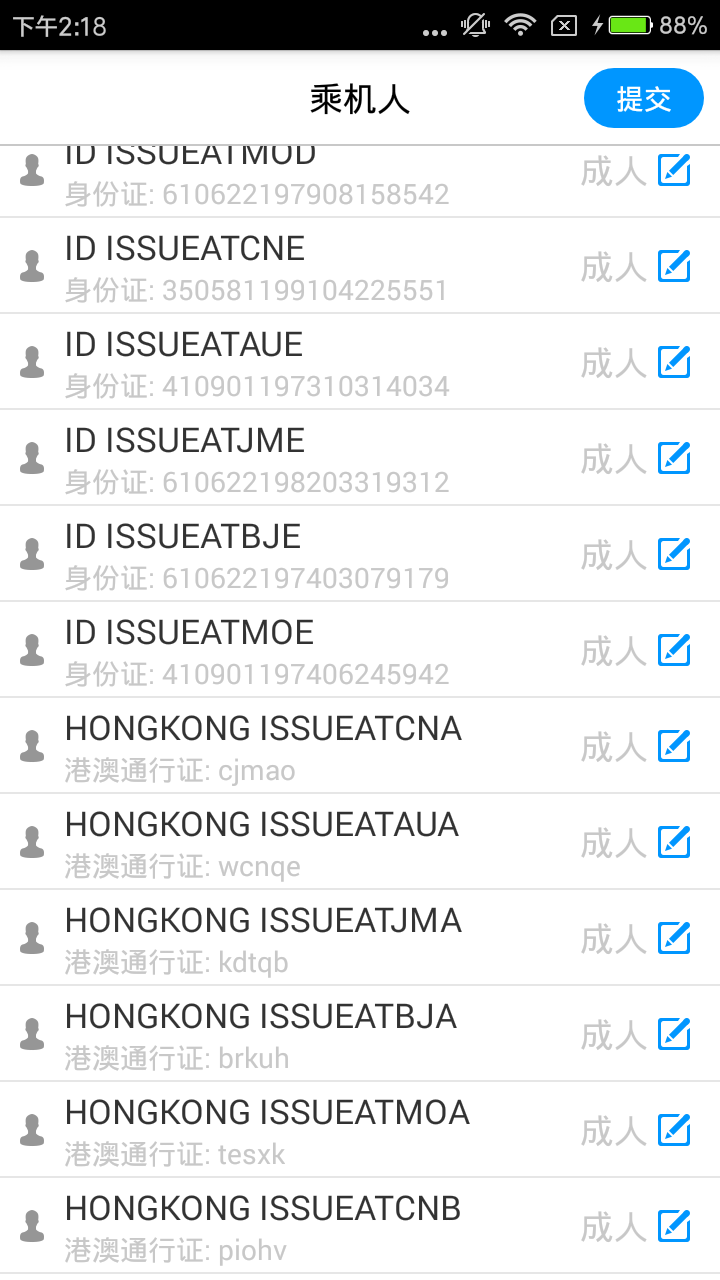 下午2:18
88%
乘机人
提交
ID ISSUEATMOD
身份证: 610622197908158542
成人
ID ISSUEATCNE
身份证: 350581199104225551
成人
ID ISSUEATAUE
身份证: 410901197310314034
成人
ID ISSUEATJME
身份证: 610622198203319312
成人
ID ISSUEATBJE
身份证: 610622197403079179
成人
ID ISSUEATMOE
身份证: 410901197406245942
成人
HONGKONG ISSUEATCNA
港澳通行证: cjmao
成人
HONGKONG ISSUEATAUA
港澳通行证: wcnqe
成人
HONGKONG ISSUEATJMA
港澳通行证: kdtqb
成人
HONGKONG ISSUEATBJA
港澳通行证: brkuh
成人
HONGKONG ISSUEATMOA
港澳通行证: tesxk
成人
HONGKONG ISSUEATCNB
港澳通行证: piohv
成人